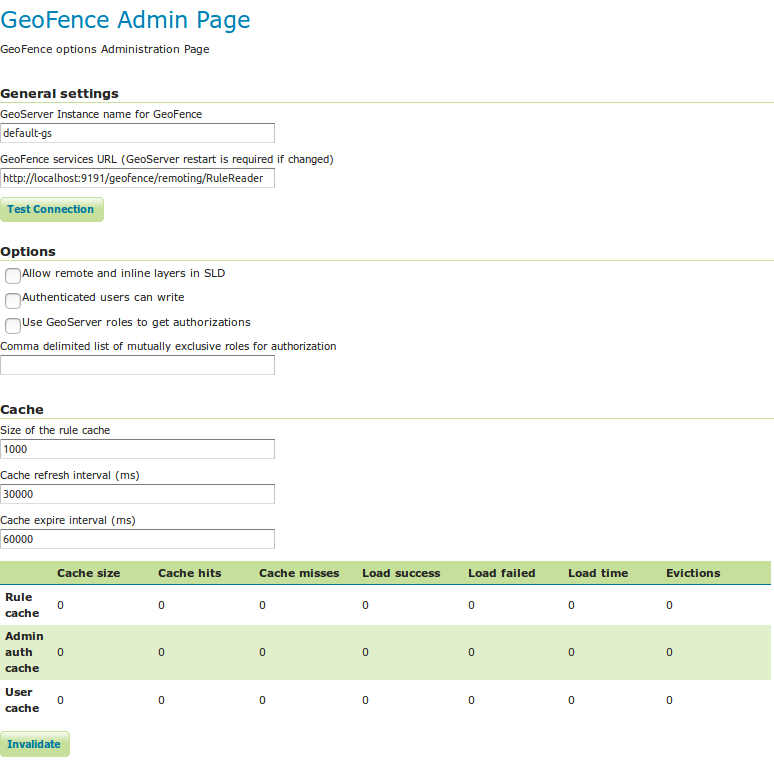 GeoFence Admin Page
GeoFence options Administration Page
General settings
GeoServer Instance name for GeoFence
default-gs
GeoFence services URL (GeoServer restart is required if changed)
http://localhost:9191/geofence/remoting/RuleReader
Test Connection
Options
Allow remote and inline layers in SLD
Authenticated users can write
Use GeoServer roles to get authorizations
Comma delimited list of mutually exclusive roles for authorization
Cache
Size of the rule cache
1000
Cache refresh interval (ms)
30000
Cache expire interval (ms)
60000
Cache size Cache hits Cache misses Load success Load failed Load time Evictions
Rule cache 0 0 0 0 0 0 0
Admin auth cache 0 0 0 0 0 0 0
User cache 0 0 0 0 0 0 0
Invalidate